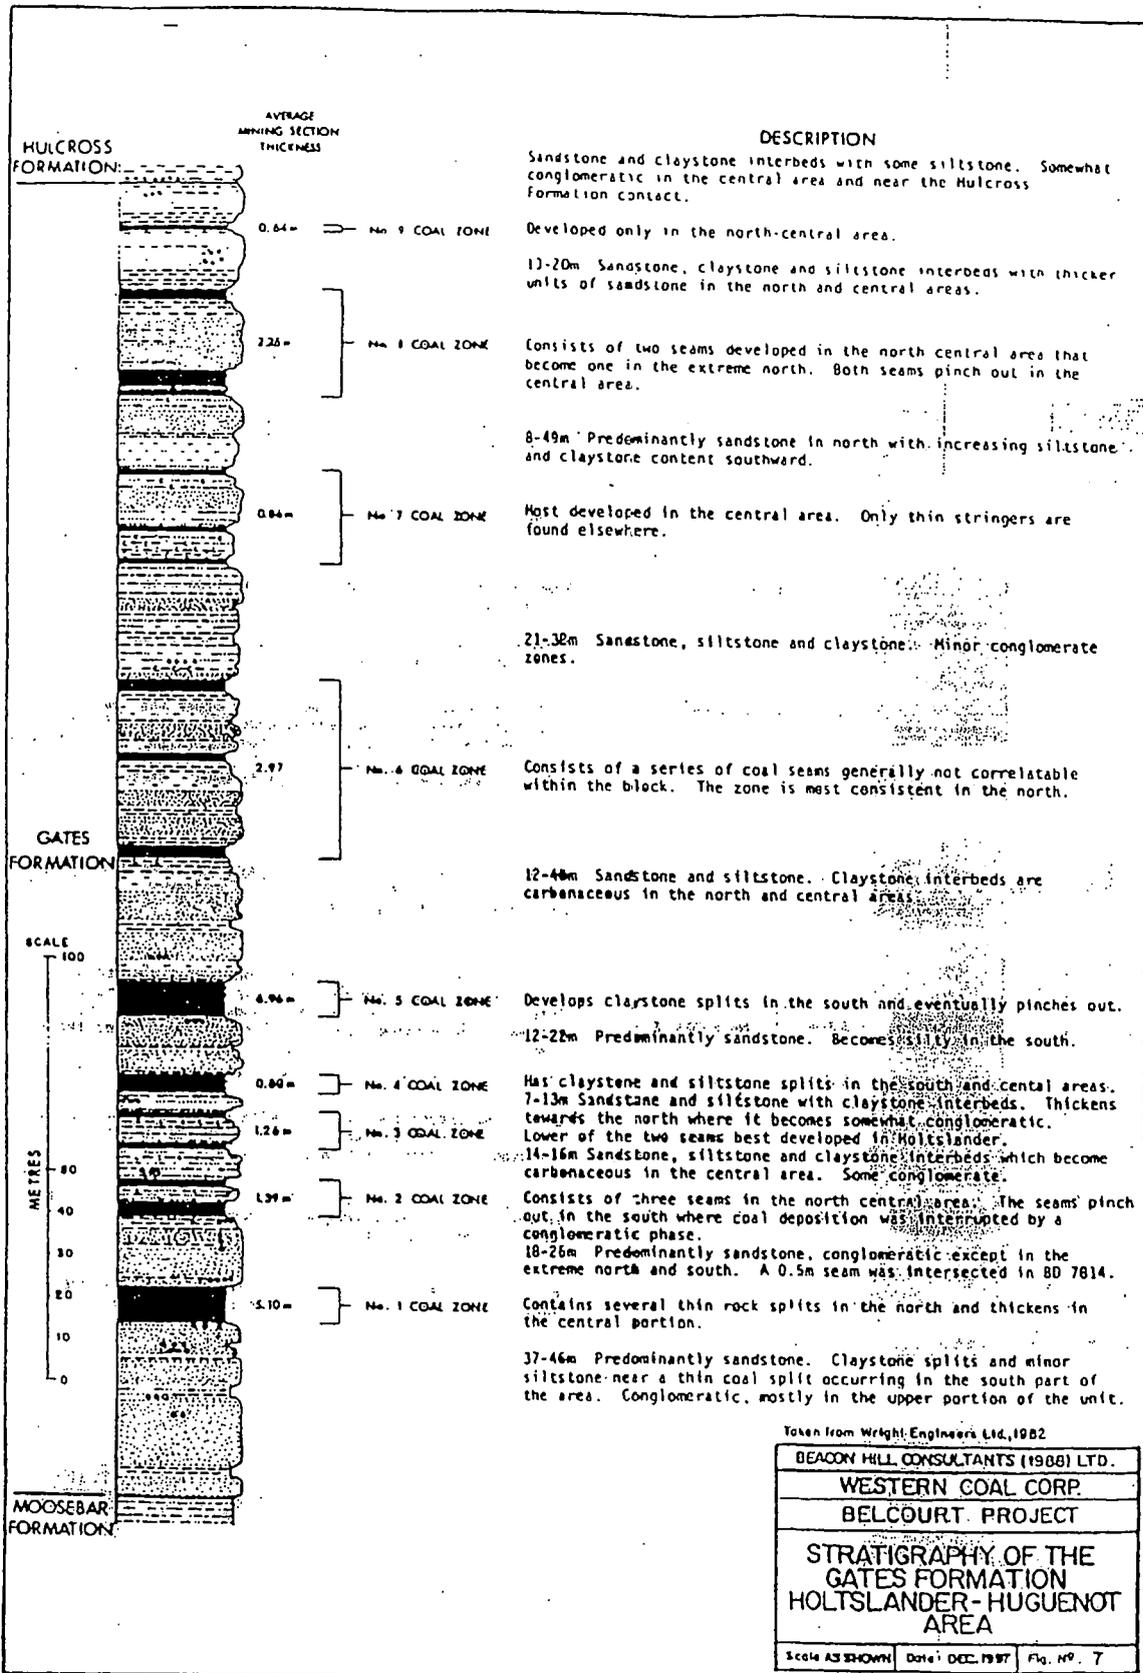 AVERAGE
MINING SECTION
THICKNESS
HULCROSS
FORMATION
DESCRIPTION
Sandstone and claystone interbeds with some siltstone. Somewhat
conglomeratic in the central area and near the Hulcross
Formation contact.
0.64m No 9 COAL ZONE Developed only in the north-central area.
13-20m Sandstone, claystone and siltstone interbeds with thicker
units of sandstone in the north and central areas.
No 8 COAL ZONE Consists of two seams developed in the north central area that
become one in the extreme north. Both seams pinch out in the
central area.
8-49m Predominantly sandstone in north with increasing siltstone
and claystone content southward.
0.86m No 7 COAL ZONE Most developed in the central area. Only thin stringers are
found elsewhere.
21-32m Sandstone, siltstone and claystone. Minor conglomerate
zones.
2.97 No. 6 COAL ZONE Consists of a series of coal seams generally not correlatable
within the block. The zone is most consistent in the north.
GATES
FORMATION
Sandstone and siltstone. Claystone interbeds are
carbonaceous in the north and central areas
SCALE
100
No. 5 COAL ZONE Develops claystone splits in the south and eventually pinches out.
12-22m Predominantly sandstone. Becomes silty in the south.
No. 4 COAL ZONE Has claystone and siltstone splits in the south and cental areas.
7-13m Sandstone and siltstone with claystone interbeds. Thickens
towards the north where it becomes somewhat conglomeratic.
1.26m No. 3 COAL ZONE Lower of the two seams best developed in Holtslander.
14-16m Sandstone, siltstone and claystone interbeds which become
carbonaceous in the central area. Some conglomerate.
METRES
1.39m No. 2 COAL ZONE Consists of three seams in the north central area. The seams pinch
out in the south where coal deposition was interrupted by a
conglomeratic phase.
40
30
18-26m Predominantly sandstone, conglomeratic except in the
extreme north and south. A 0.5m seam was intersected in BD 7814.
20
5.10m No. 1 COAL ZONE Contains several thin rock splits in the north and thickens in
the central portion.
10
0
37-46m Predominantly sandstone. Claystone splits and minor
siltstone near a thin coal split occurring in the south part of
the area. Conglomeratic, mostly in the upper portion of the unit.
Taken from Wright Engineers Ltd., 1982
MOOSEBAR
FORMATION
BEACON HILL CONSULTANTS (1988) LTD.
WESTERN COAL CORP.
BELCOURT PROJECT
STRATIGRAPHY OF THE
GATES FORMATION
HOLTSLANDER-HUGUENOT
AREA
Scale AS SHOWN Date: DEC. 1997 Fig. Nº. 7